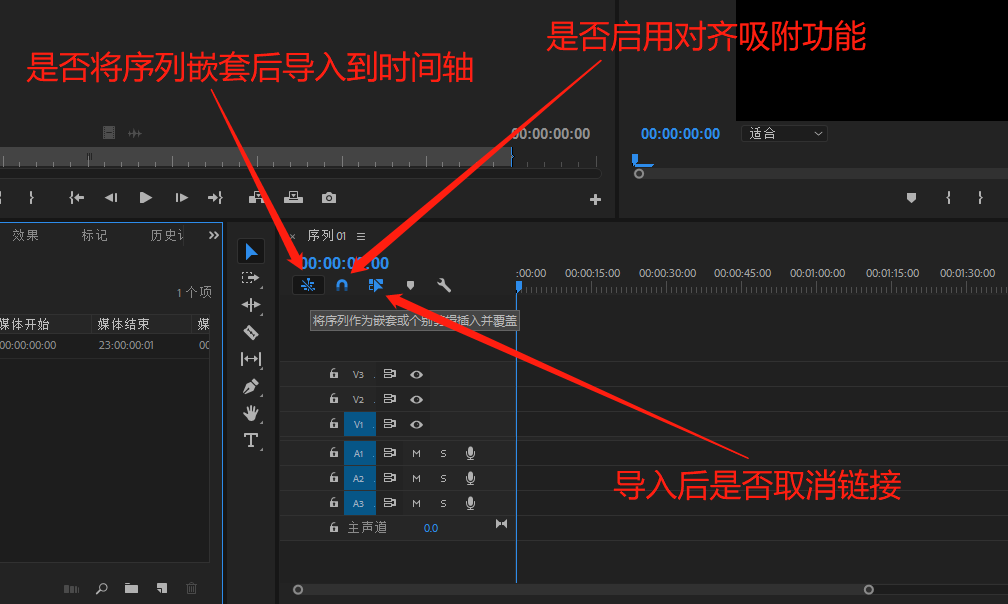 是否启用对齐吸附功能
是否将序列嵌套后导入到时间轴
00:00:00:00
00:00:00:00
适合
效果
标记
历史
序列 01
00:00:00:00
:00:00
00:00:15:00
00:00:30:00
00:00:45:00
00:01:00:00
00:01:15:00
00:01:30:00
1 个项
将序列作为嵌套或个别剪辑插入并覆盖
媒体开始
媒体结束
媒
00:00:00:00
23:00:00:01
00
V3
V2
V1
A1 M S
A2 M S
A3 M S
主声道 0.0
导入后是否取消链接
T